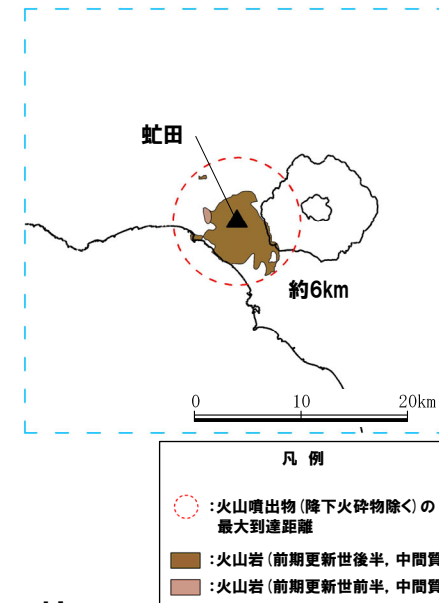 虻田
約6km
0 10 20km
凡 例
:火山噴出物(降下火砕物除く)の
最大到達距離
:火山岩(前期更新世後半, 中間質
:火山岩(前期更新世前半, 中間質